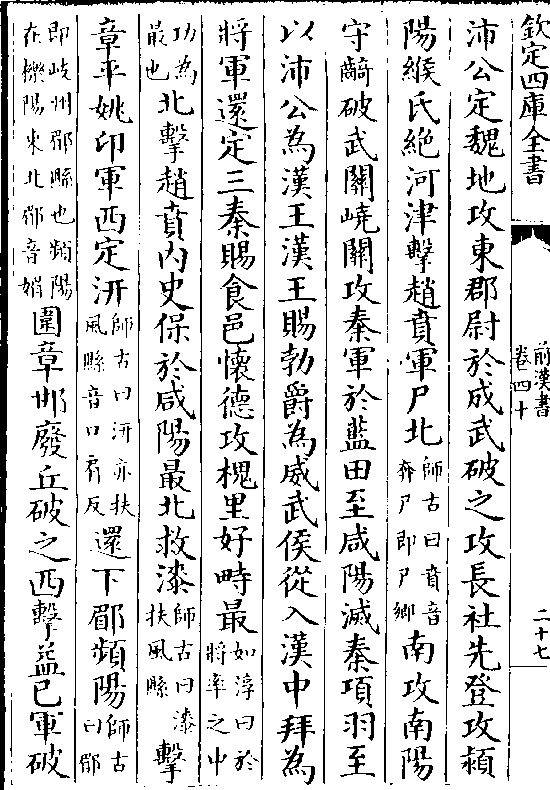 欽定四庫全書
前漢書
卷四十
二十七
沛公定魏地攻東郡尉於成武破之攻長社先登攻潁
陽緱氏絶河津擊趙賁軍尸北師古曰賁音奔尸即尸鄉南攻南陽
守齮破武關嶢關攻秦軍於藍田至咸陽滅秦項羽至
以沛公為漢王漢王賜勃爵為威武侯從入漢中拜為
將軍還定三秦賜食邑懷德攻槐里好畤最如淳曰於將率之中
功為最也北擊趙賁内史保於咸陽最北救漆師古曰漆扶風縣擊
章平姚卬軍西定汧師古曰汧亦扶風縣音口肩反還下郿頻陽師古曰郿
即岐州郿縣也頻陽在櫟陽東北郿音媚圍章邯廢丘破之西擊益已軍破